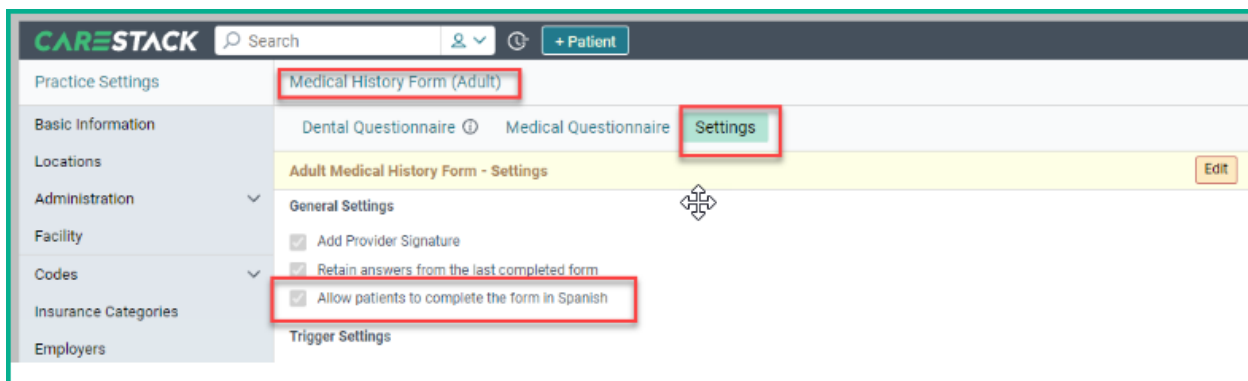 CARESTACK Search + Patient
Practice Settings
Medical History Form (Adult)
Basic Information
Dental Questionnaire Medical Questionnaire Settings
Locations
Adult Medical History Form - Settings Edit
Administration
General Settings
Facility
Add Provider Signature
Codes
Retain answers from the last completed form
Allow patients to complete the form in Spanish
Insurance Categories
Trigger Settings
Employers